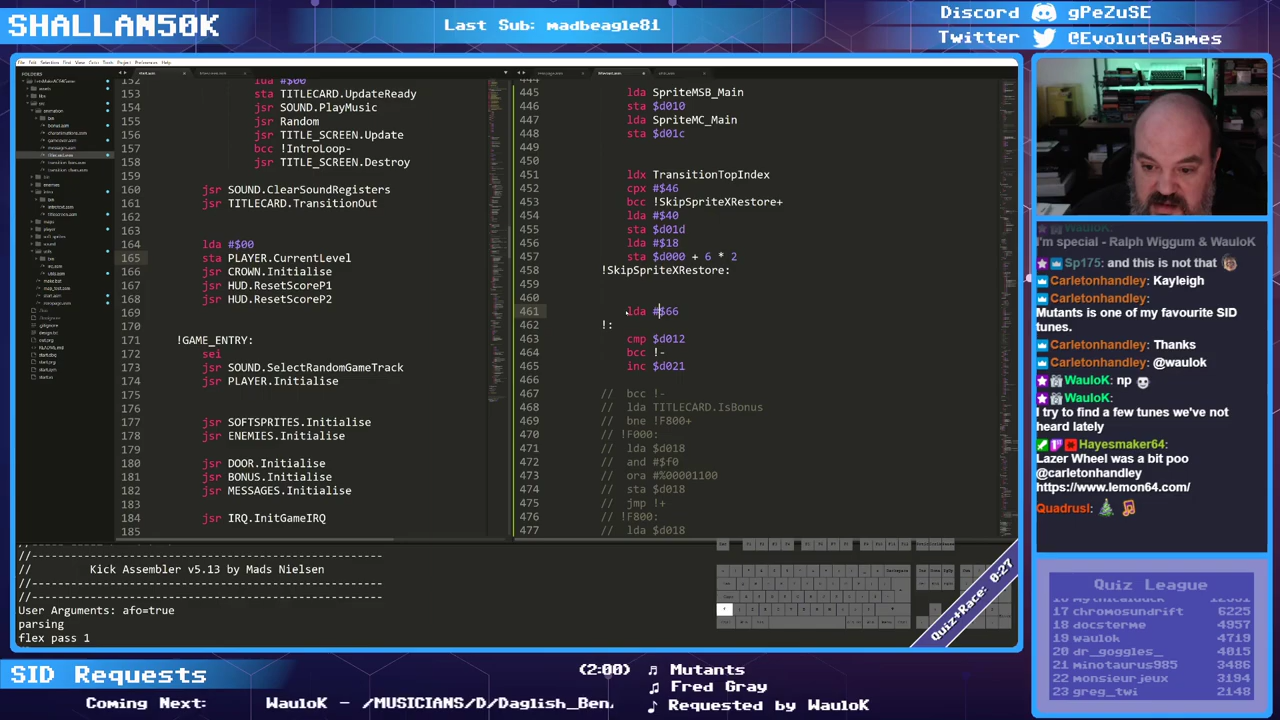 SHALLAN50K
Last Sub: madbeagle81
Discord gPeZuSE
Twitter @EvoluteGames
152 lda #$00
153 sta TITLECARD.UpdateReady
154 jsr SOUND.PlayMusic
155 jsr Random
156 jsr TITLE_SCREEN.Update
157 bcc !IntroLoop-
158 jsr TITLE_SCREEN.Destroy
159
160 jsr SOUND.ClearSoundRegisters
161 jsr TITLECARD.TransitionOut
162
163
164 lda #$00
165 sta PLAYER.CurrentLevel
166 jsr CROWN.Initialise
167 jsr HUD.ResetScoreP1
168 jsr HUD.ResetScoreP2
169
170
171 !GAME_ENTRY:
172 sei
173 jsr SOUND.SelectRandomGameTrack
174 jsr PLAYER.Initialise
175
176
177 jsr SOFTSPRITES.Initialise
178 jsr ENEMIES.Initialise
179
180 jsr DOOR.Initialise
181 jsr BONUS.Initialise
182 jsr MESSAGES.Initialise
183
184 jsr IRQ.InitGameIRQ
185
445 lda SpriteMSB_Main
446 sta $d010
447 lda SpriteMC_Main
448 sta $d01c
449
450
451 ldx TransitionTopIndex
452 cpx #$46
453 bcc !SkipSpriteXRestore+
454 lda #$40
455 sta $d01d
456 lda #$18
457 sta $d000 + 6 * 2
458 !SkipSpriteXRestore:
459
460
461 lda #$66
462 !:
463 cmp $d012
464 bcc !-
465 inc $d021
466
467 // bcc !-
468 // lda TITLECARD.IsBonus
469 // bne !F800+
470 // !F000:
471 // lda $d018
472 // and #$f0
473 // ora #%00001100
474 // sta $d018
475 // jmp !+
476 // !F800:
477 // lda $d018
//------------------------------------------------------
//------------------------------------------------------
// Kick Assembler v5.13 by Mads Nielsen
//------------------------------------------------------
User Arguments: afo=true
parsing
flex pass 1
Quiz+Race: 0:27
WauloK:
I'm special - Ralph Wiggum & WauloK
Sp175: and this is not that
Carletonhandley: Kayleigh
Carletonhandley:
Mutants is one of my favourite SID
tunes.
Carletonhandley: Thanks
Carletonhandley: @waulok
WauloK: np
WauloK:
I try to find a few tunes we've not
heard lately
Hayesmaker64:
Lazer Wheel was a bit poo
@carletonhandley
https://www.lemon64.com/
Quadrusl:
Quiz League
17 chromosundrift 6225
18 docsterme 4957
19 waulok 4719
20 dr_goggles_ 4015
21 minotaurus985 3486
22 monsieurjex 3194
23 greg_twi 2148
SID Requests
(2:00) Mutants
Fred Gray
Requested by WauloK
Coming Next: WauloK - /MUSICIANS/D/Daglish_Ben/